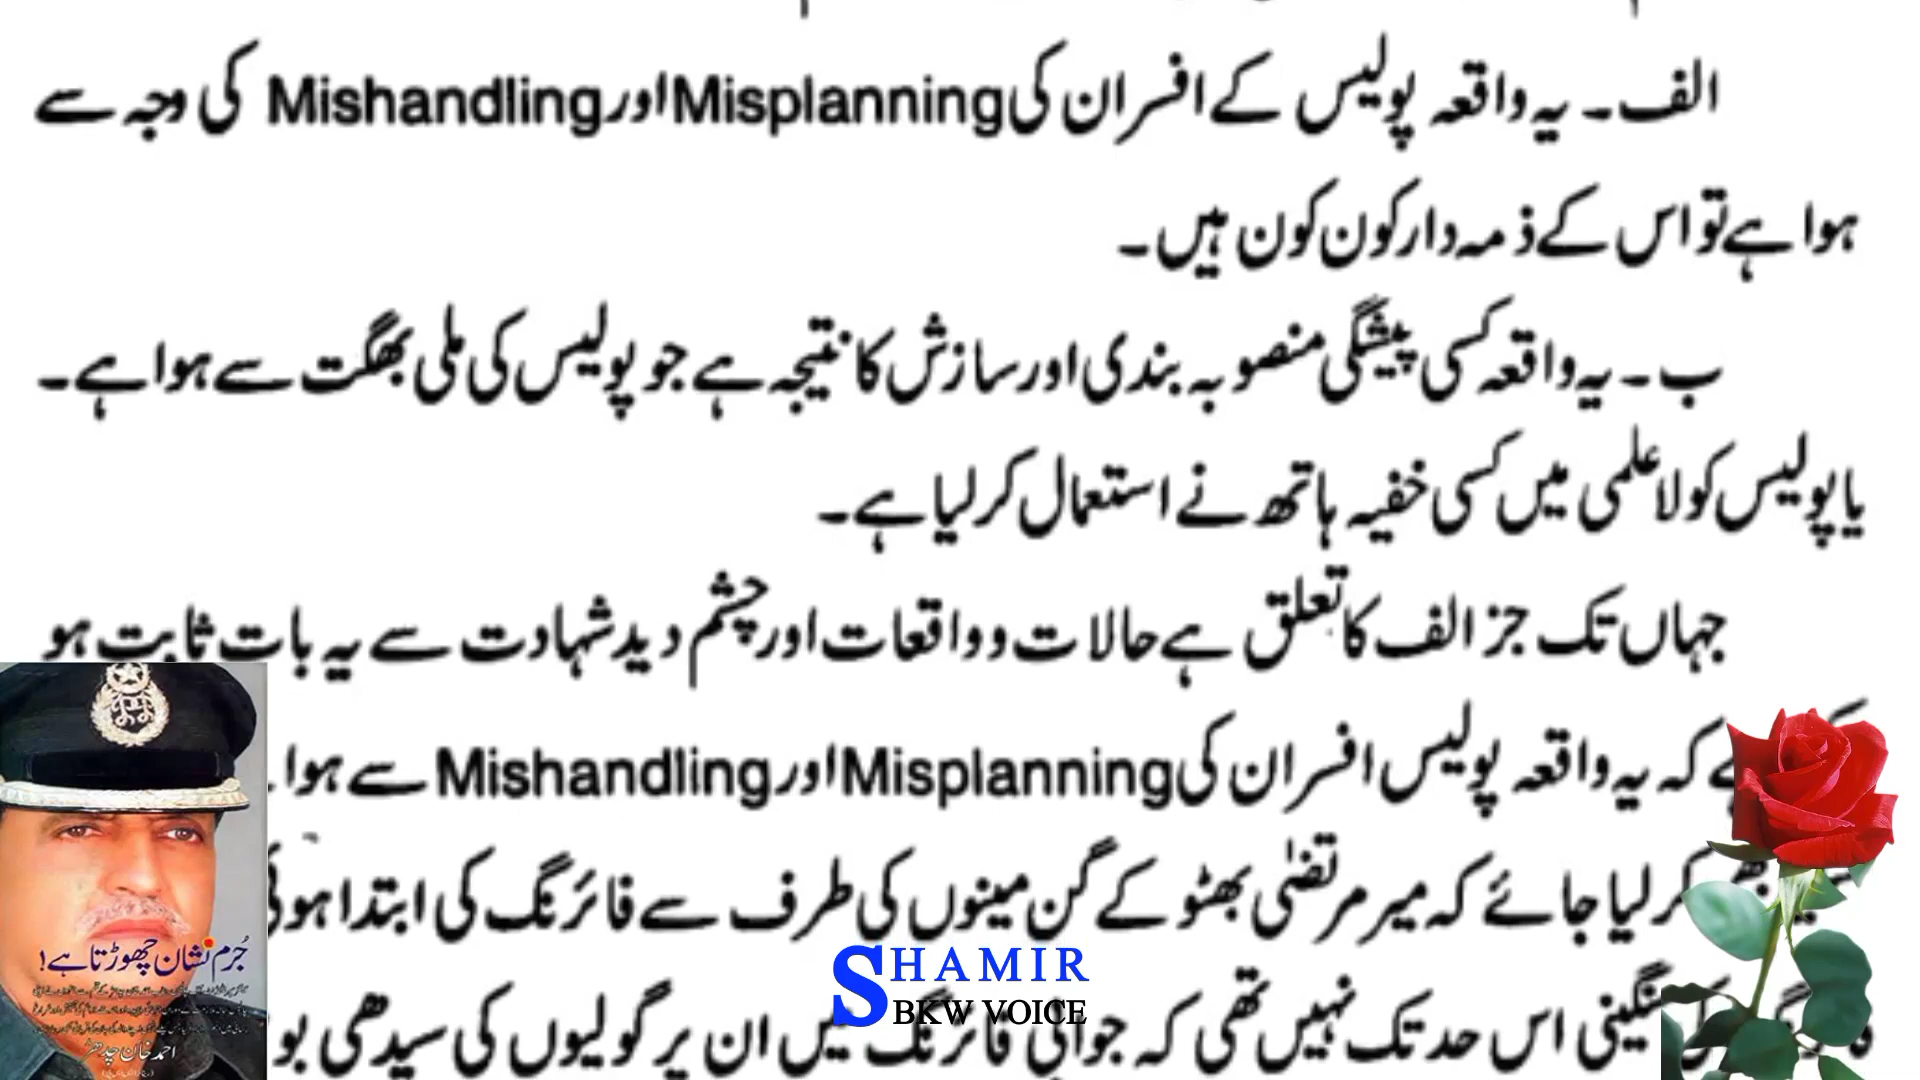 الف۔ یہ واقعہ پولیس کے افسران کی Misplanning اور Mishandling کی وجہ سے
ہوا ہے تو اس کے ذمہ دار کون کون ہیں۔
ب۔ یہ واقعہ کسی پیشگی منصوبہ بندی اور سازش کا نتیجہ ہے جو پولیس کی ملی بھگت سے ہوا ہے۔
یا پولیس کو لاعلمی میں کسی خفیہ ہاتھ نے استعمال کر لیا ہے۔
جہاں تک جز الف کا تعلق ہے حالات و واقعات اور چشم دید شہادت سے یہ بات ثابت ہو
کہ یہ واقعہ پولیس افسران کی Misplanning اور Mishandling سے ہوا
کر لیا جائے کہ میر مرتضیٰ بھٹو کے گن مینوں کی طرف سے فائرنگ کی ابتدا ہوئی
سنگینی اس حد تک نہیں تھی کہ جوابی فائرنگ میں ان پر گولیوں کی سیدھی بو
جُرم نشان چھوڑتا ہے!
احمد خان چدھڑ
SHAMIR
BKW VOICE